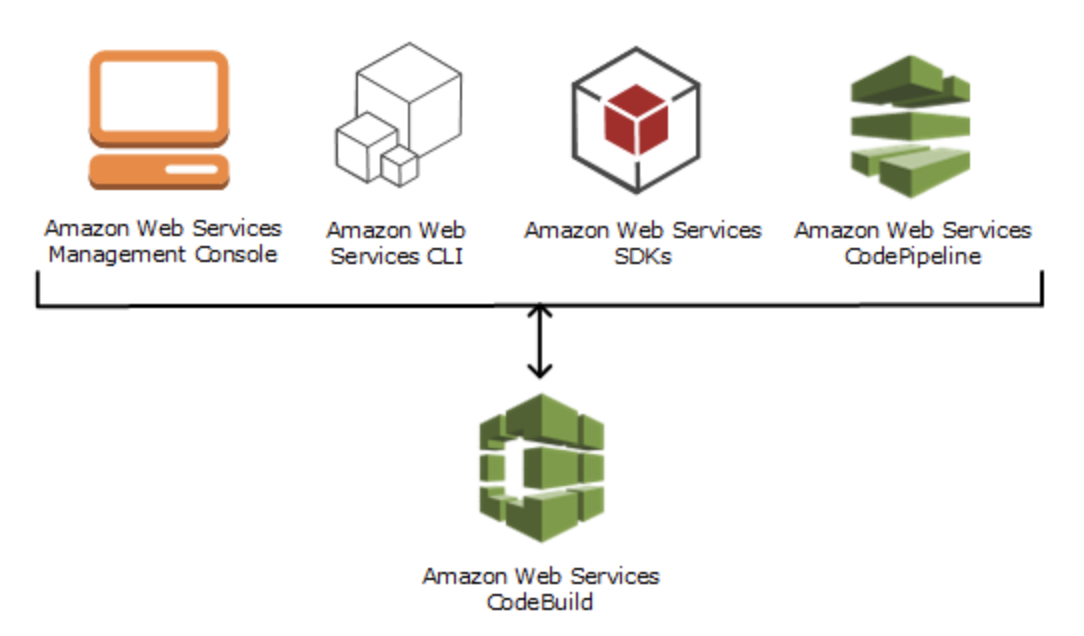 Amazon Web Services
Management Console
Amazon Web
Services CLI
Amazon Web Services
SDKs
Amazon Web Services
CodePipeline
Amazon Web Services
CodeBuild